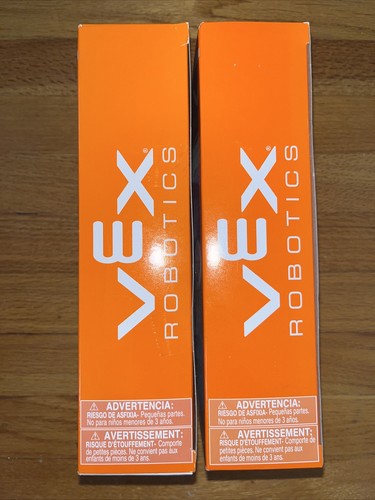 VEX®
ROBOTICS
⚠ ADVERTENCIA:
RIESGO DE ASFIXIA- Pequeñas partes.
No para niños menores de 3 años.
⚠ AVERTISSEMENT:
RISQUE D'ÉTOUFFEMENT- Comporte
de petites pièces. Ne convient pas aux
enfants de moins de 3 ans.
VEX®
ROBOTICS
⚠ ADVERTENCIA:
RIESGO DE ASFIXIA- Pequeñas partes.
No para niños menores de 3 años.
⚠ AVERTISSEMENT:
RISQUE D'ÉTOUFFEMENT- Comporte
de petites pièces. Ne convient pas aux
enfants de moins de 3 ans.